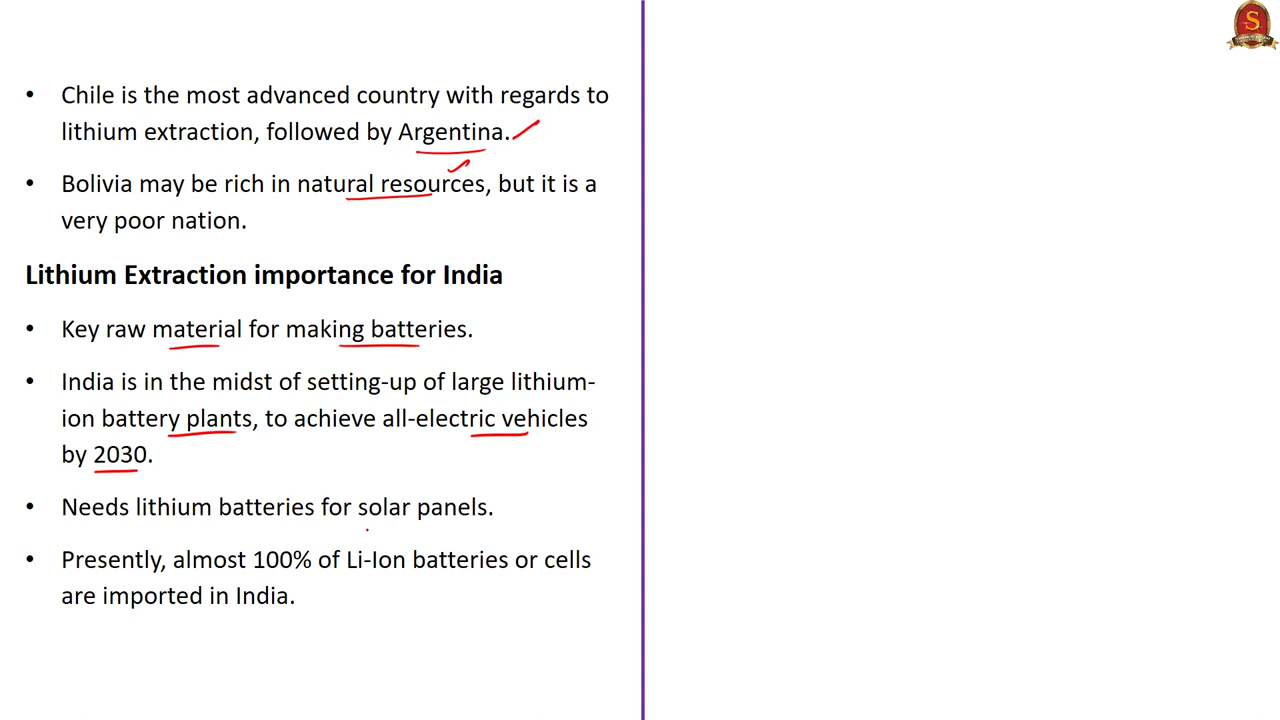 • Chile is the most advanced country with regards to
lithium extraction, followed by Argentina.
• Bolivia may be rich in natural resources, but it is a
very poor nation.
Lithium Extraction importance for India
• Key raw material for making batteries.
• India is in the midst of setting-up of large lithium-
ion battery plants, to achieve all-electric vehicles
by 2030.
• Needs lithium batteries for solar panels.
• Presently, almost 100% of Li-Ion batteries or cells
are imported in India.
S